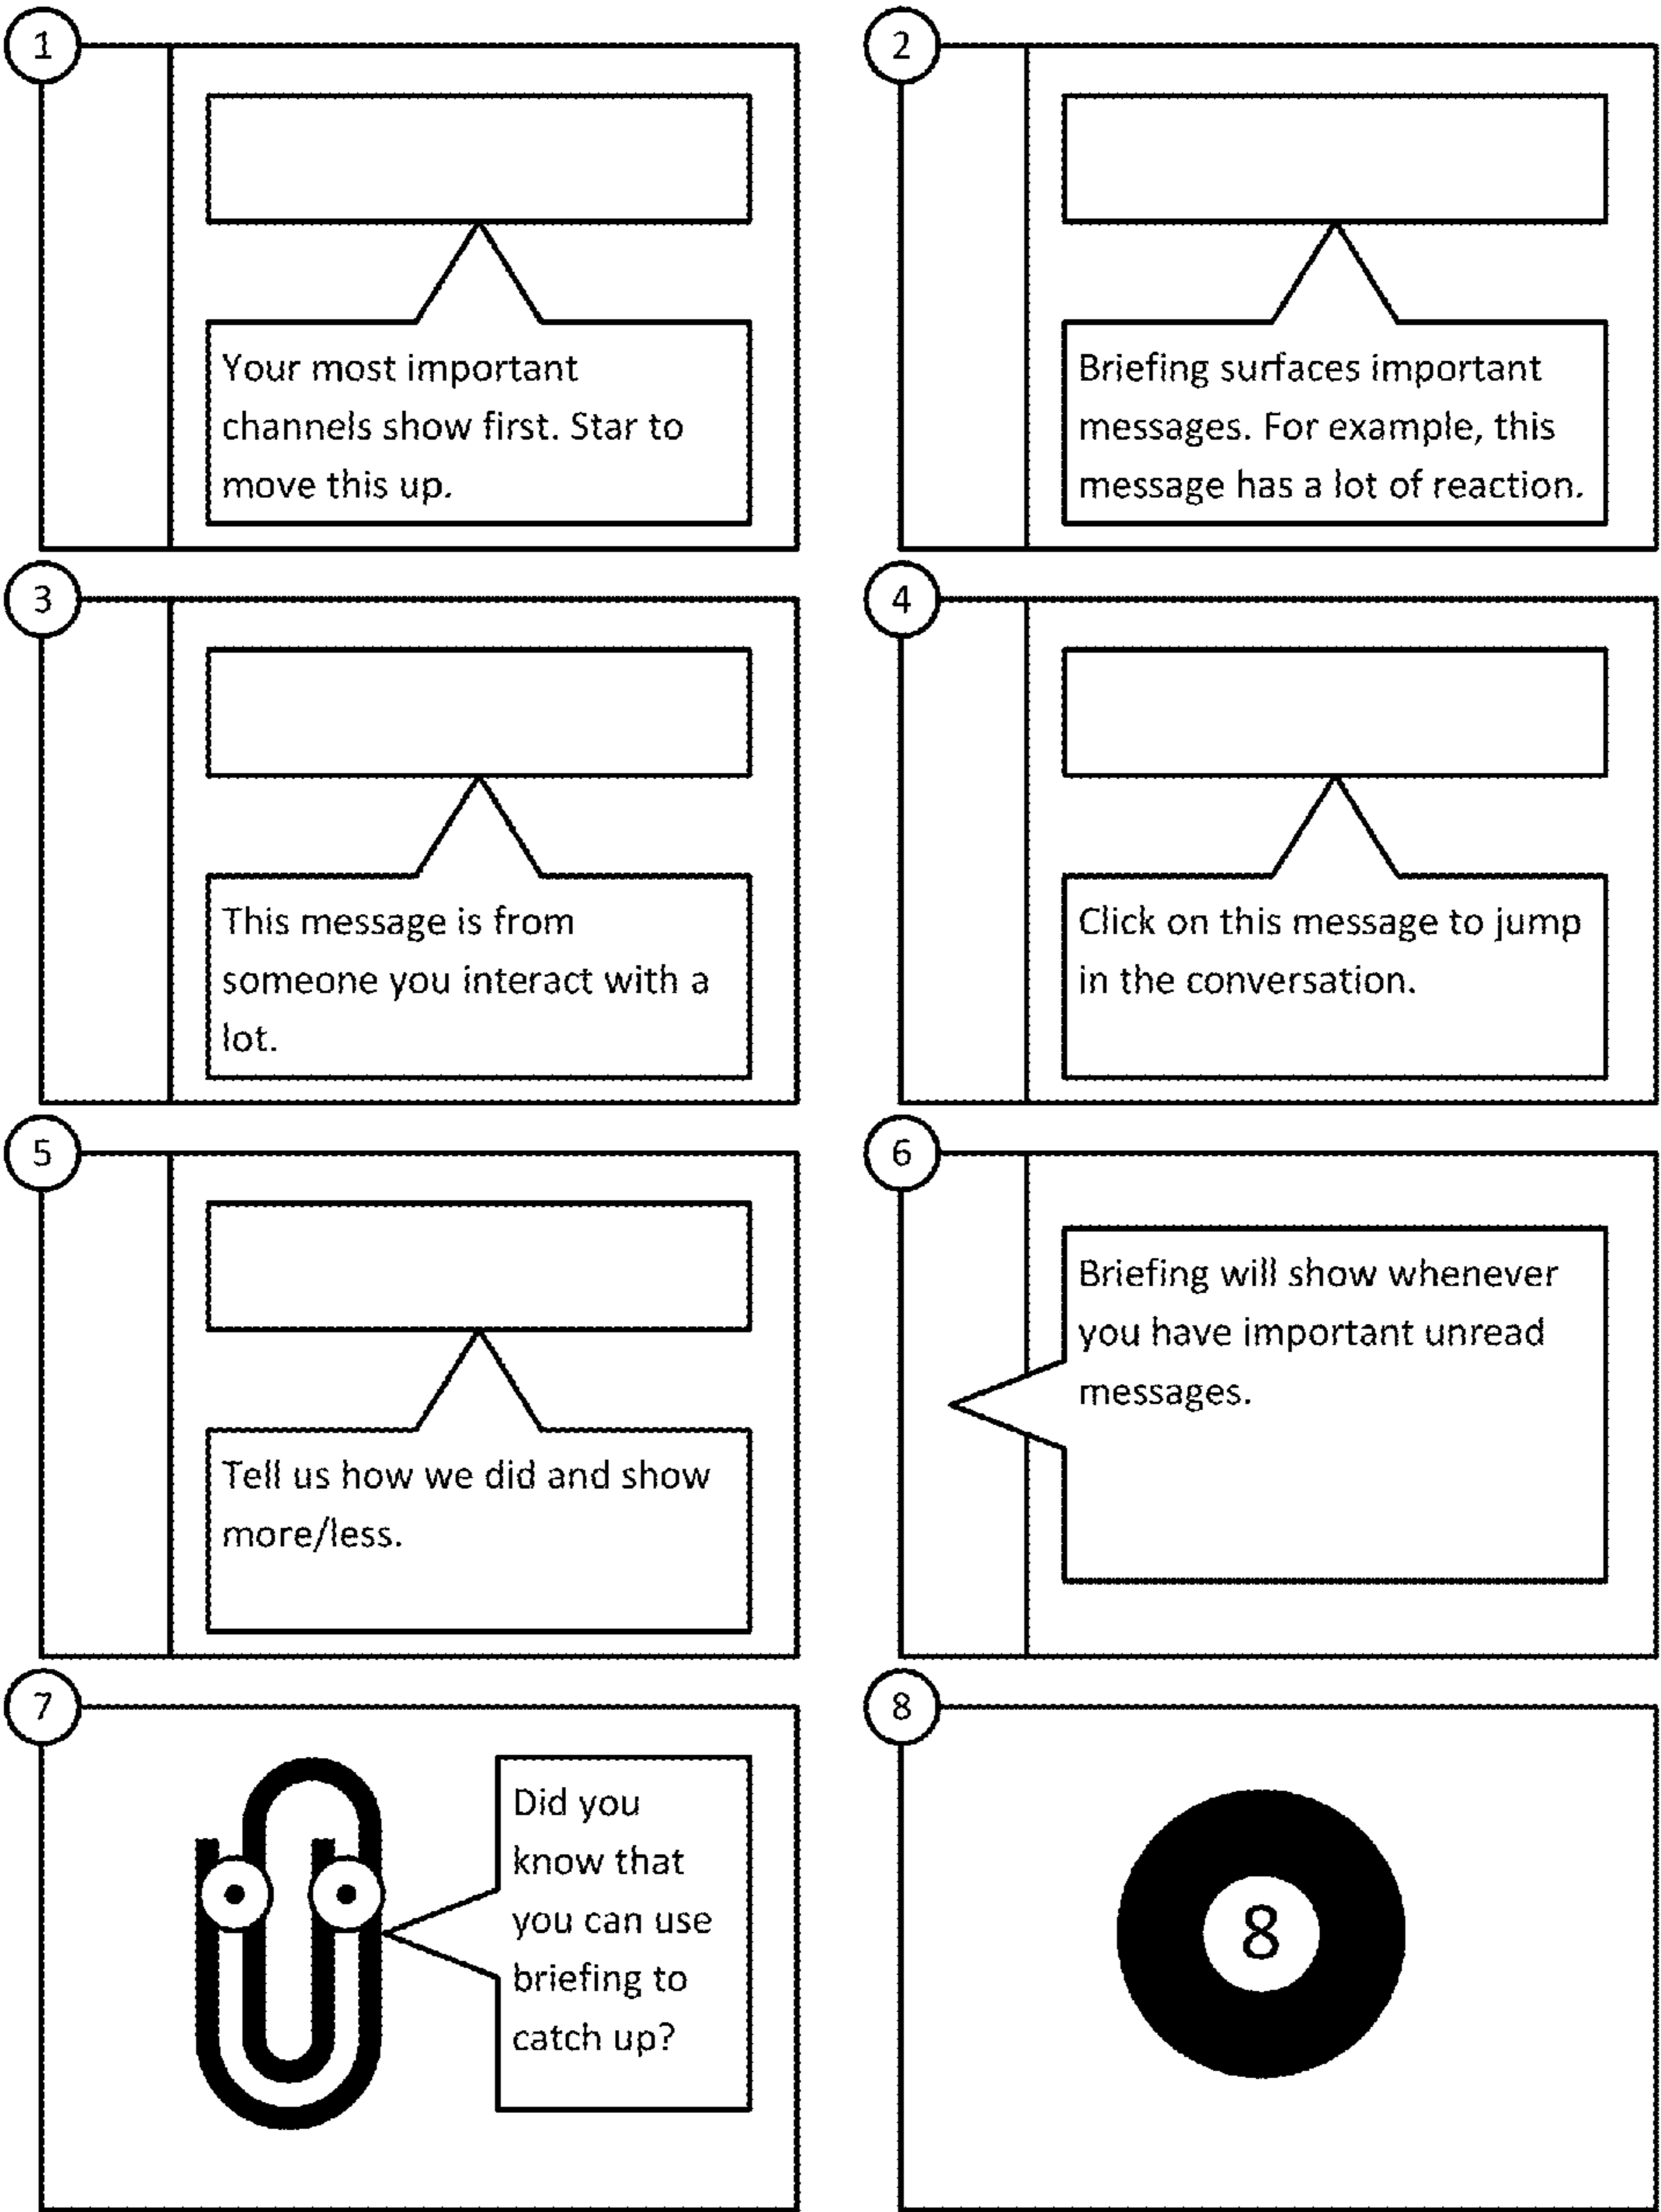 1
Your most important
channels show first. Star to
move this up.
2
Briefing surfaces important
messages. For example, this
message has a lot of reaction.
3
This message is from
someone you interact with a
lot.
4
Click on this message to jump
in the conversation.
5
Tell us how we did and show
more/less.
6
Briefing will show whenever
you have important unread
messages.
7
Did you
know that
you can use
briefing to
catch up?
8
8